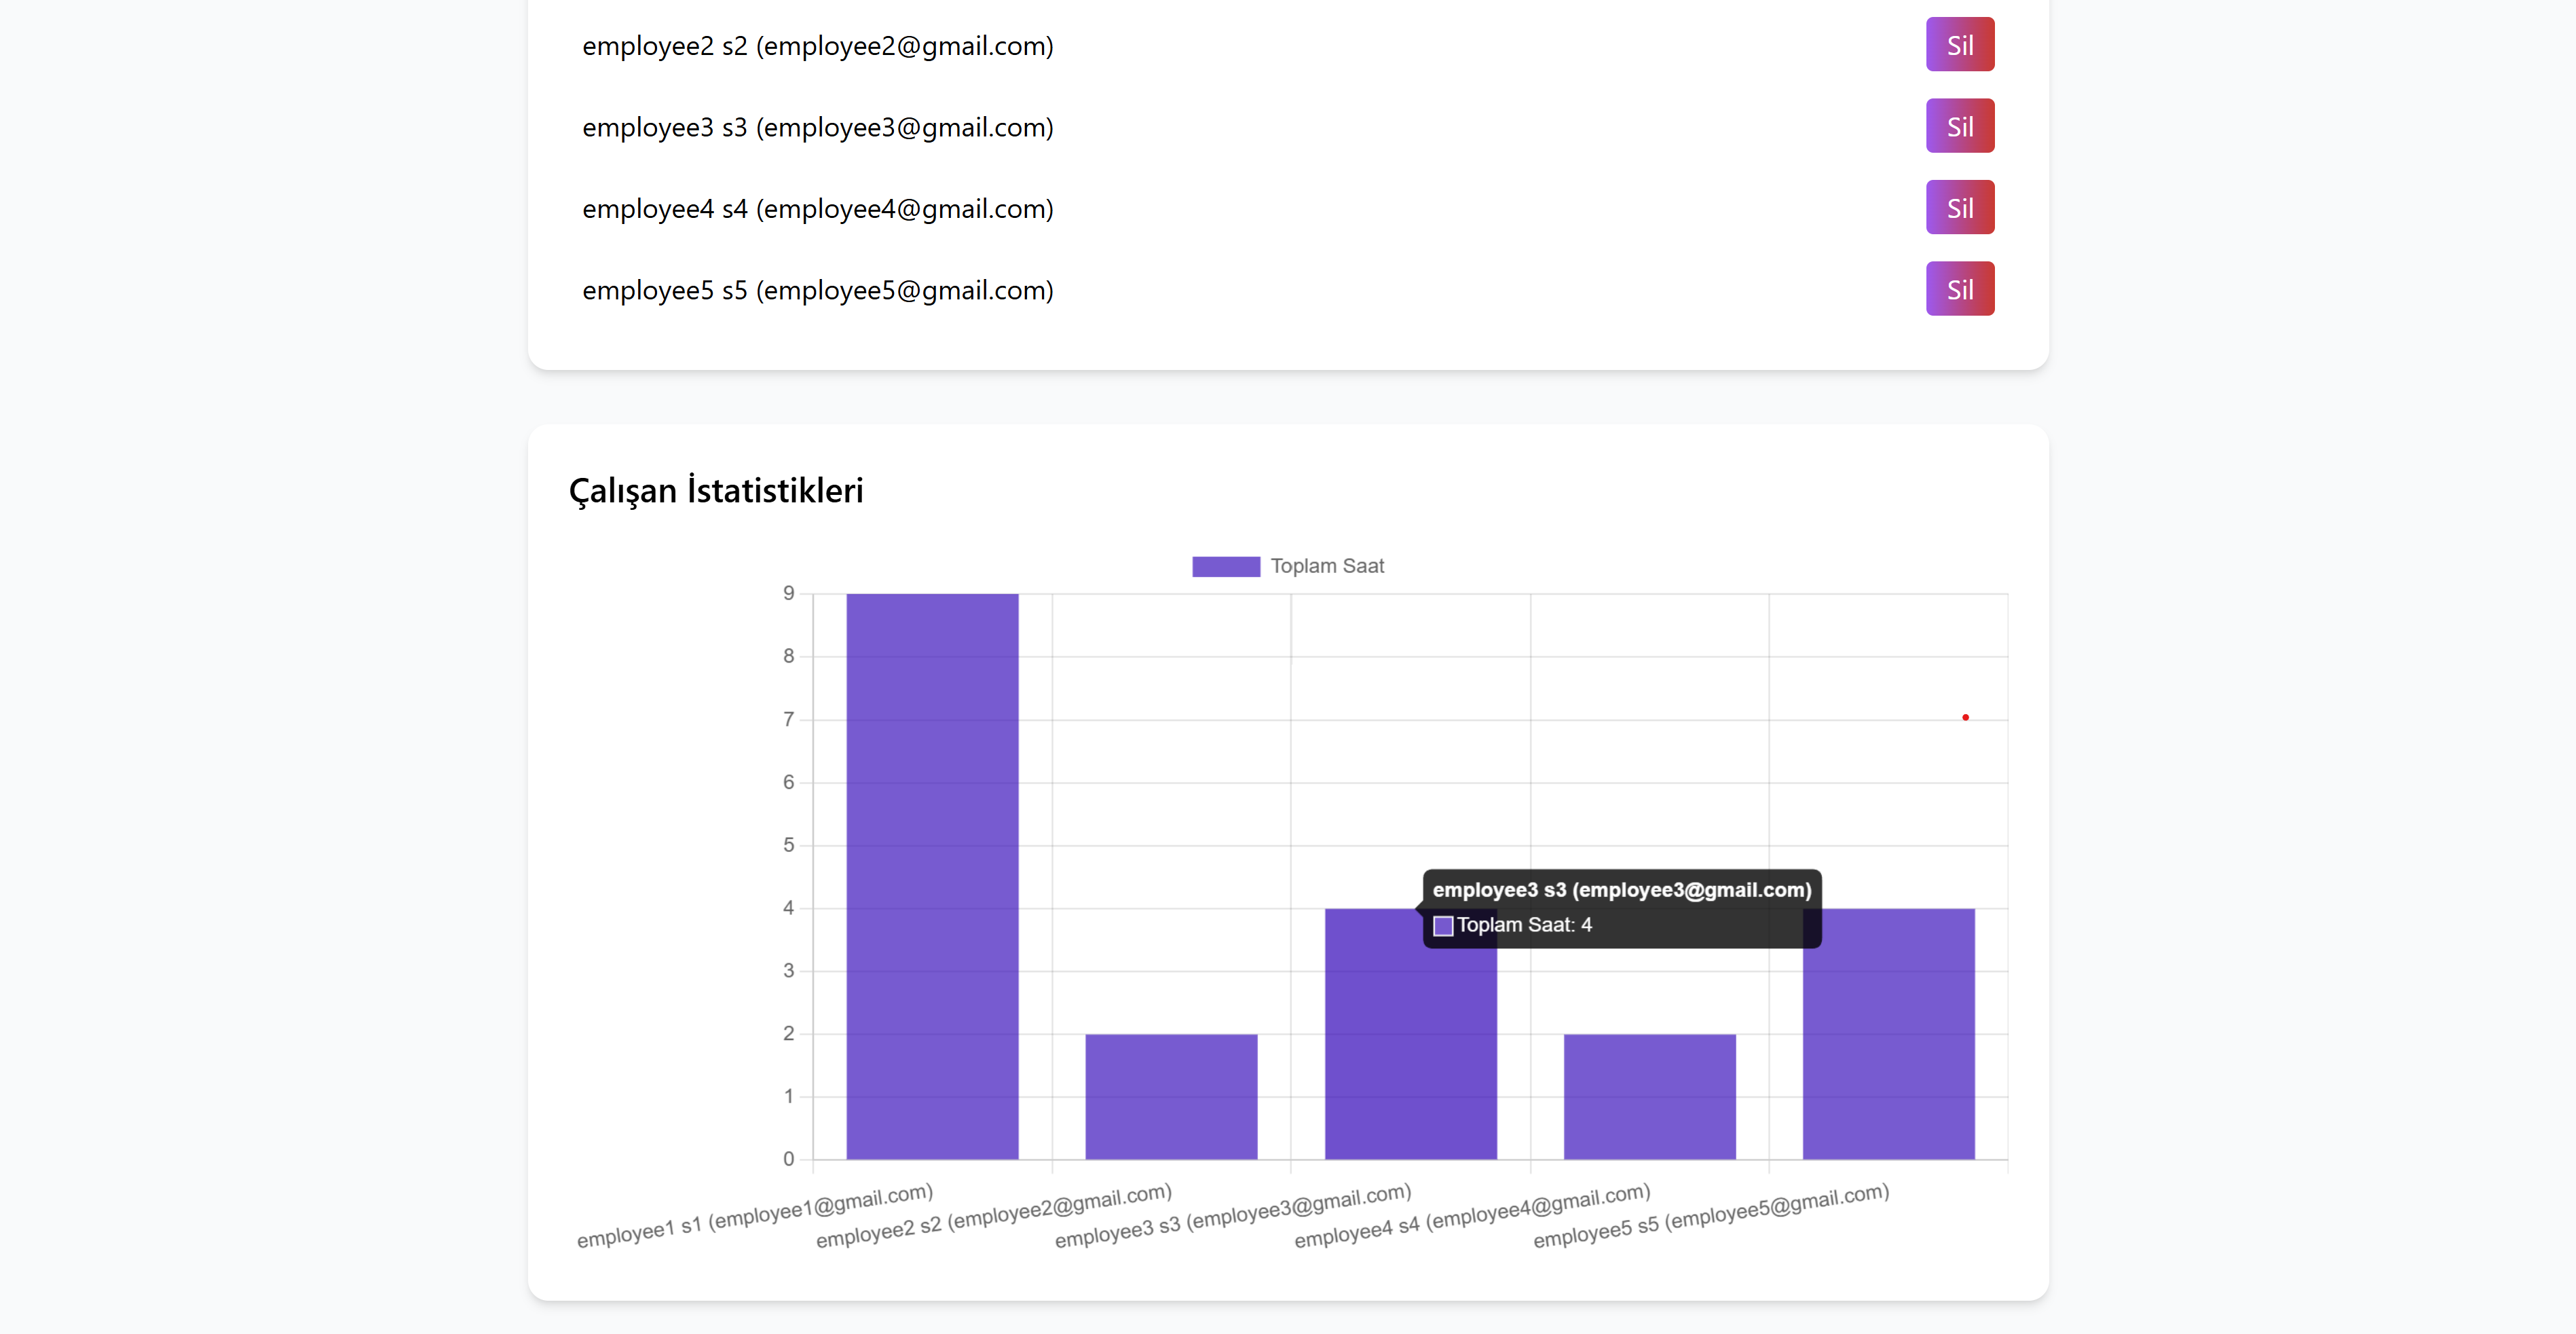 employee2 s2 (employee2@gmail.com) Sil
employee3 s3 (employee3@gmail.com) Sil
employee4 s4 (employee4@gmail.com) Sil
employee5 s5 (employee5@gmail.com) Sil
Çalışan İstatistikleri
Toplam Saat
9
8
7
6
5
4
3
2
1
0
employee3 s3 (employee3@gmail.com)
Toplam Saat: 4
employee1 s1 (employee1@gmail.com)
employee2 s2 (employee2@gmail.com)
employee3 s3 (employee3@gmail.com)
employee4 s4 (employee4@gmail.com)
employee5 s5 (employee5@gmail.com)